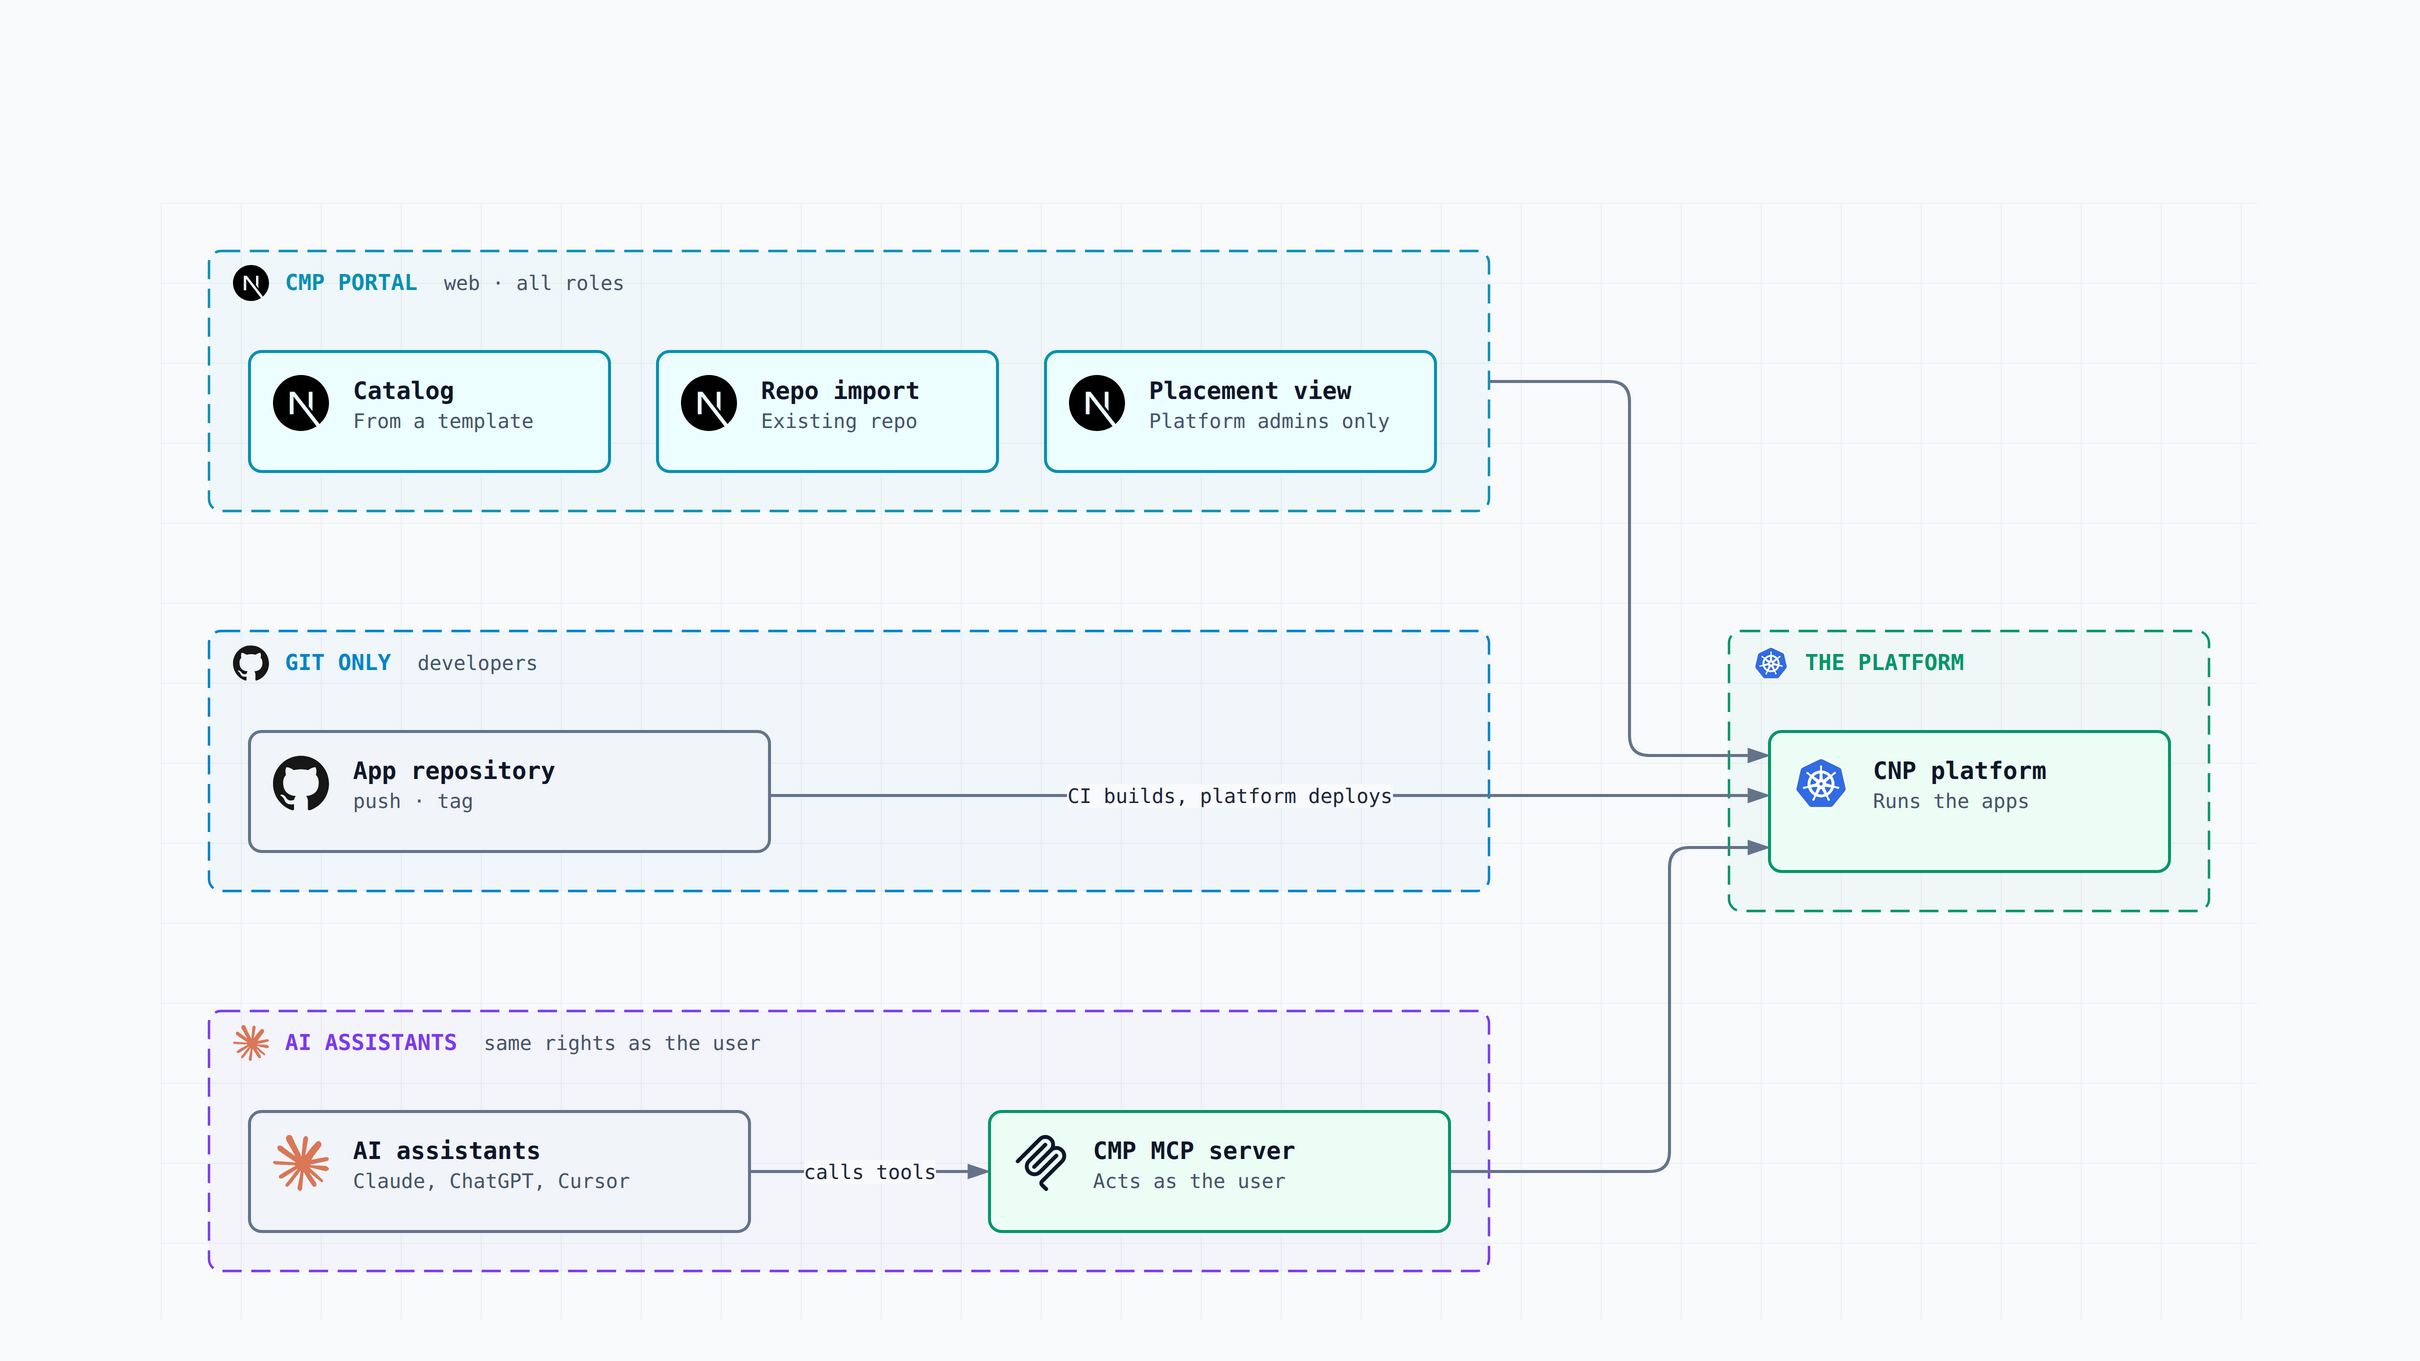 CMP PORTAL web · all roles
Catalog
From a template
Repo import
Existing repo
Placement view
Platform admins only
GIT ONLY developers
App repository
push · tag
CI builds, platform deploys
THE PLATFORM
CNP platform
Runs the apps
AI ASSISTANTS same rights as the user
AI assistants
Claude, ChatGPT, Cursor
calls tools
CMP MCP server
Acts as the user